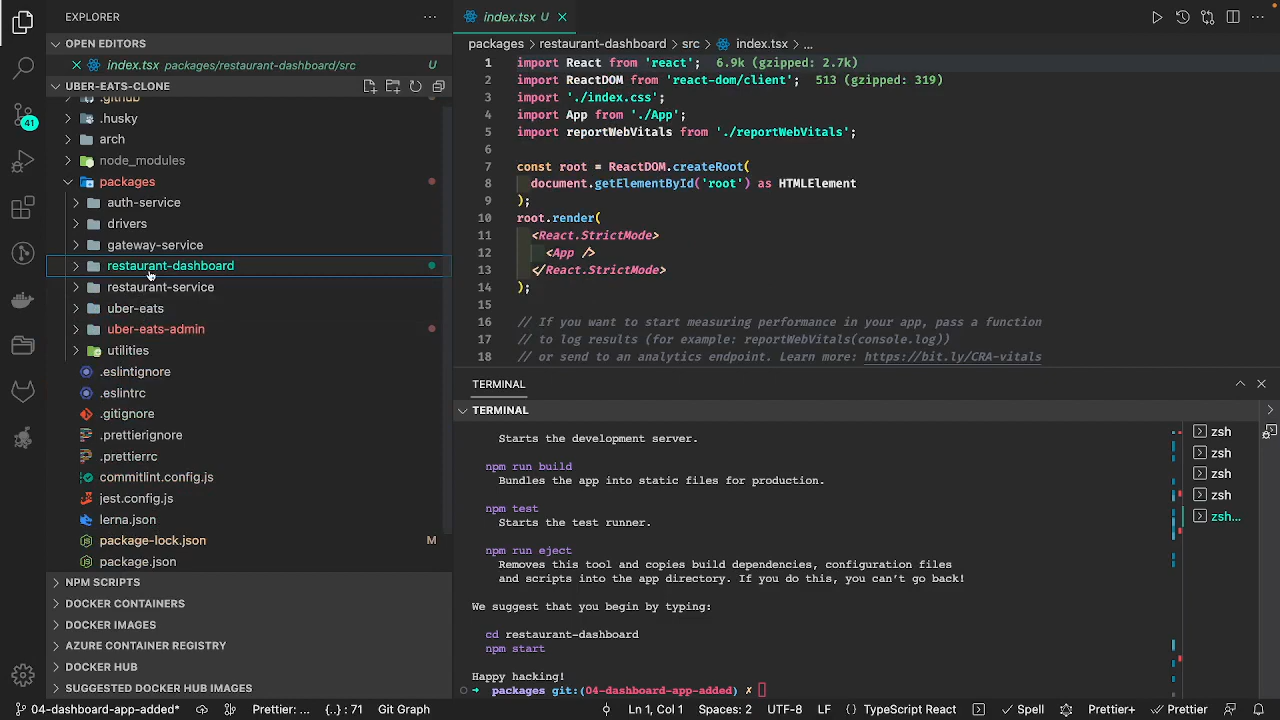 EXPLORER
OPEN EDITORS
index.tsx packages/restaurant-dashboard/src U
UBER-EATS-CLONE
.github
.husky
arch
node_modules
packages
auth-service
drivers
gateway-service
restaurant-dashboard
restaurant-service
uber-eats
uber-eats-admin
utilities
.eslintignore
.eslintrc
.gitignore
.prettierignore
.prettierrc
commitlint.config.js
jest.config.js
lerna.json
package-lock.json M
package.json
NPM SCRIPTS
DOCKER CONTAINERS
DOCKER IMAGES
AZURE CONTAINER REGISTRY
DOCKER HUB
SUGGESTED DOCKER HUB IMAGES
41
index.tsx U
packages > restaurant-dashboard > src > index.tsx > ...
1 import React from 'react'; 6.9k (gzipped: 2.7k)
2 import ReactDOM from 'react-dom/client'; 513 (gzipped: 319)
3 import './index.css';
4 import App from './App';
5 import reportWebVitals from './reportWebVitals';
6
7 const root = ReactDOM.createRoot(
8 document.getElementById('root') as HTMLElement
9 );
10 root.render(
11 <React.StrictMode>
12 <App />
13 </React.StrictMode>
14 );
15
16 // If you want to start measuring performance in your app, pass a function
17 // to log results (for example: reportWebVitals(console.log))
18 // or send to an analytics endpoint. Learn more: https://bit.ly/CRA-vitals
TERMINAL
TERMINAL
Starts the development server.
npm run build
Bundles the app into static files for production.
npm test
Starts the test runner.
npm run eject
Removes this tool and copies build dependencies, configuration files
and scripts into the app directory. If you do this, you can't go back!
We suggest that you begin by typing:
cd restaurant-dashboard
npm start
Happy hacking!
→ packages git:(04-dashboard-app-added) ✗
zsh
zsh
zsh
zsh
zsh...
04-dashboard-app-added* Prettier: ... {..}: 71 Git Graph Ln 1, Col 1 Spaces: 2 UTF-8 LF {} TypeScript React ✓ Spell Prettier+ ✓ Prettier